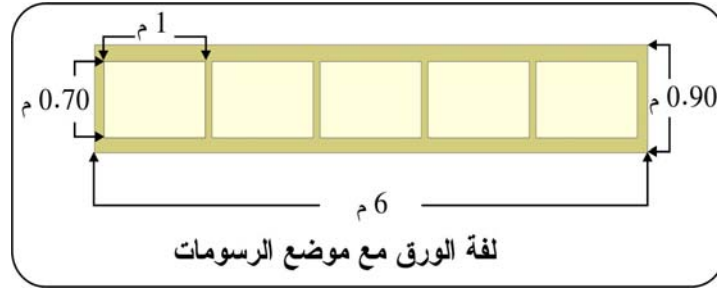 1 م
0.70 م
0.90 م
6 م
لفة الورق مع موضع الرسومات